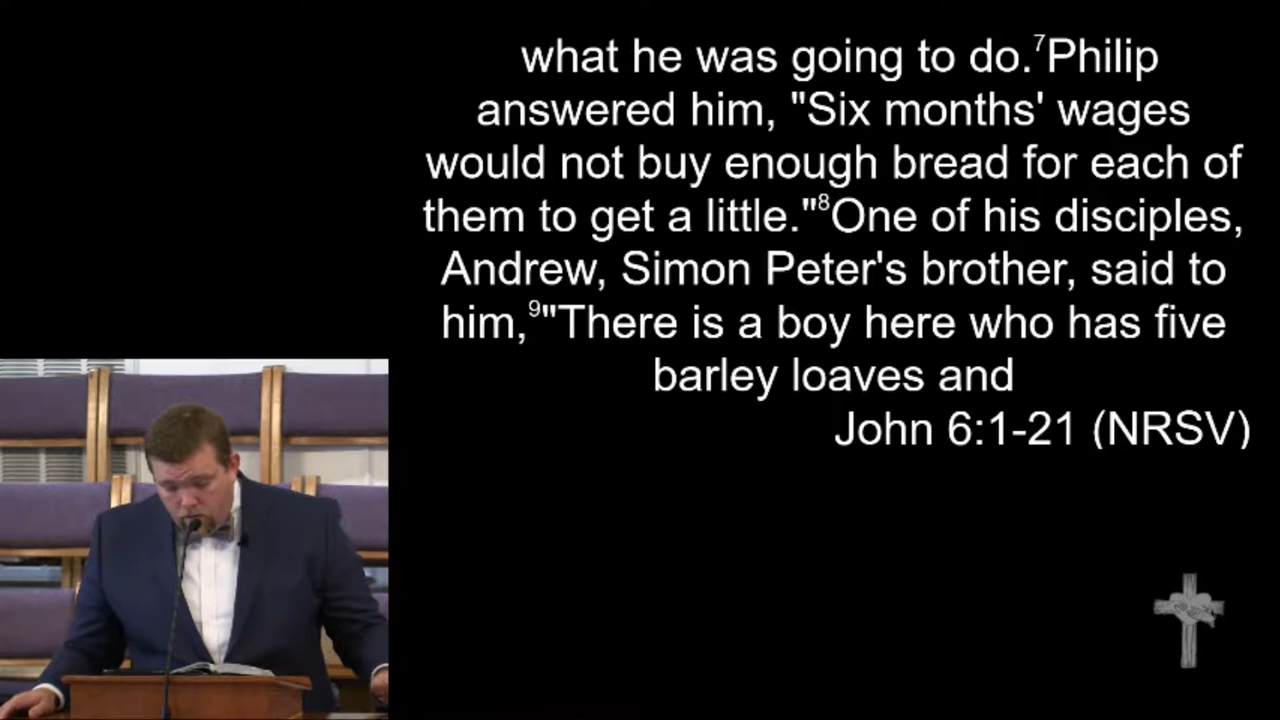 what he was going to do.⁷Philip
answered him, "Six months' wages
would not buy enough bread for each of
them to get a little."⁸One of his disciples,
Andrew, Simon Peter's brother, said to
him,⁹"There is a boy here who has five
barley loaves and
John 6:1-21 (NRSV)